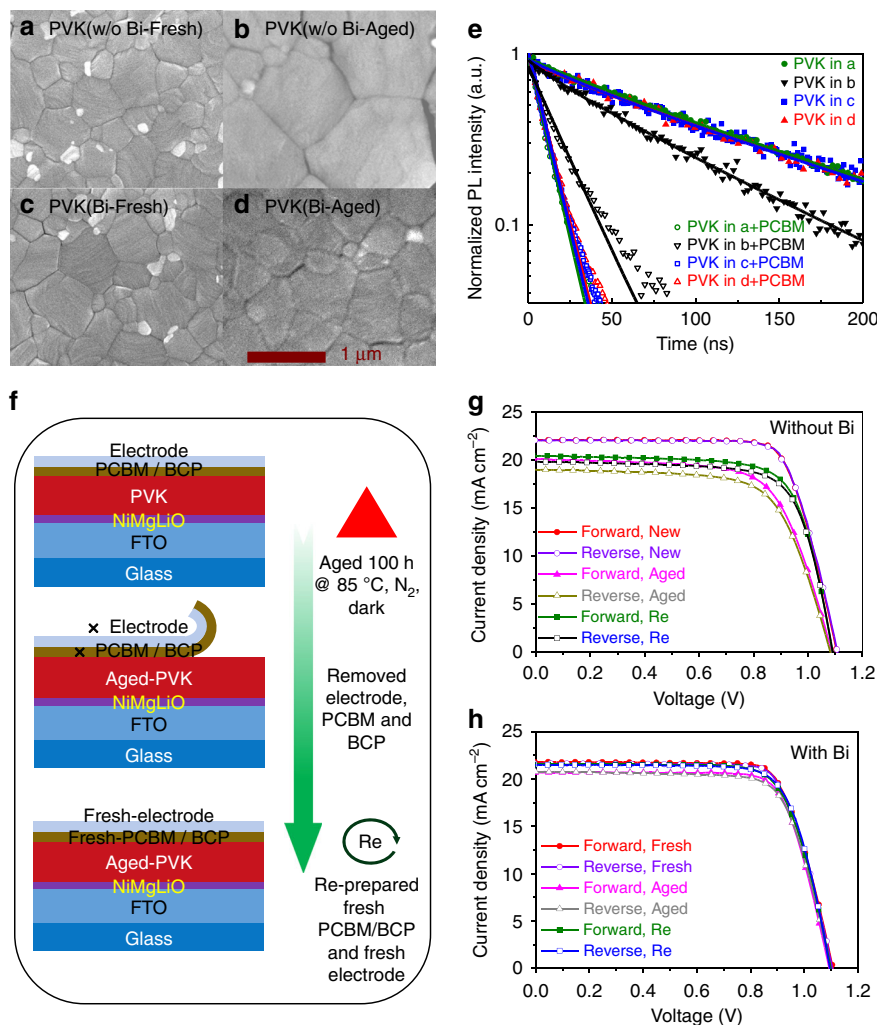 a PVK(w/o Bi-Fresh)
b PVK(w/o Bi-Aged)
c PVK(Bi-Fresh)
d PVK(Bi-Aged)
1 μm
e
Normalized PL intensity (a.u.)
1
0.1
PVK in a
PVK in b
PVK in c
PVK in d
PVK in a+PCBM
PVK in b+PCBM
PVK in c+PCBM
PVK in d+PCBM
0 50 100 150 200
Time (ns)
f
Electrode
PCBM / BCP
PVK
NiMgLiO
FTO
Glass
Aged 100 h
@ 85 °C, N₂,
dark
× Electrode
× PCBM / BCP
Aged-PVK
NiMgLiO
FTO
Glass
Removed
electrode,
PCBM and
BCP
Fresh-electrode
Fresh-PCBM / BCP
Aged-PVK
NiMgLiO
FTO
Glass
Re
Re-prepared
fresh
PCBM/BCP
and fresh
electrode
g
Current density (mA cm⁻²)
25
20
15
10
5
0
Without Bi
Forward, New
Reverse, New
Forward, Aged
Reverse, Aged
Forward, Re
Reverse, Re
0.0 0.2 0.4 0.6 0.8 1.0 1.2
Voltage (V)
h
Current density (mA cm⁻²)
25
20
15
10
5
0
With Bi
Forward, Fresh
Reverse, Fresh
Forward, Aged
Reverse, Aged
Forward, Re
Reverse, Re
0.0 0.2 0.4 0.6 0.8 1.0 1.2
Voltage (V)